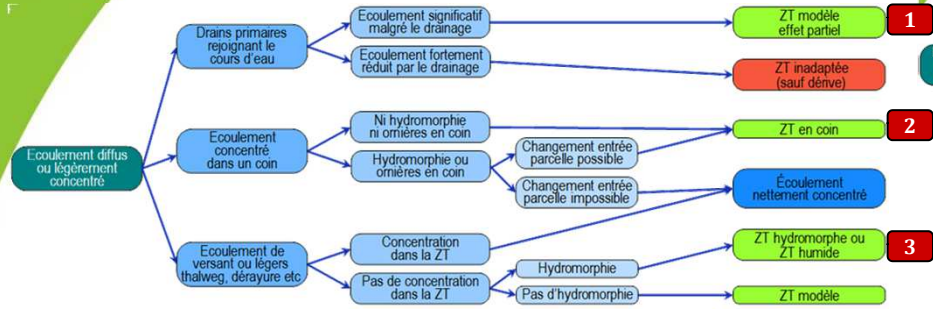 F
Ecoulement diffus
ou légèrement
concentré
Drains primaires
rejoignant le
cours d'eau
Ecoulement significatif
malgré le drainage
ZT modèle
effet partiel
1
Ecoulement fortement
réduit par le drainage
ZT inadaptée
(sauf dérive)
Ecoulement
concentré
dans un coin
Ni hydromorphie
ni ornières en coin
ZT en coin
2
Hydromorphie ou
ornières en coin
Changement entrée
parcelle possible
Changement entrée
parcelle impossible
Écoulement
nettement concentré
Ecoulement de
versant ou légers
thalweg, dérayure etc
Concentration
dans la ZT
Pas de concentration
dans la ZT
Hydromorphie
ZT hydromorphe ou
ZT humide
3
Pas d'hydromorphie
ZT modèle